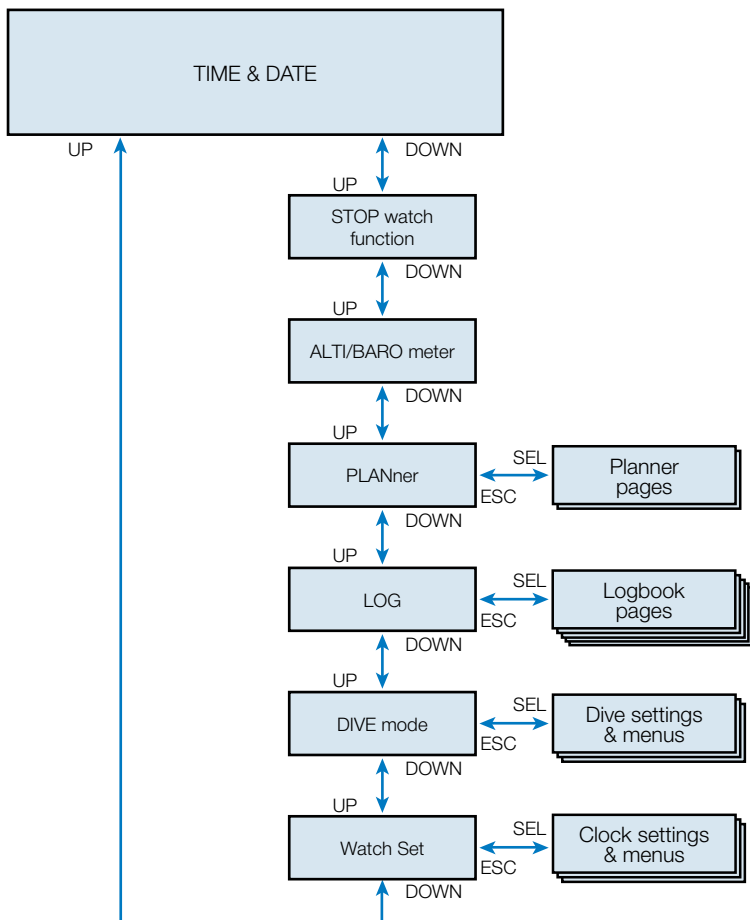 TIME & DATE
UP
DOWN
UP
STOP watch
function
DOWN
UP
ALTI/BARO meter
DOWN
UP
PLANner
SEL
ESC
Planner
pages
DOWN
UP
LOG
SEL
ESC
Logbook
pages
DOWN
UP
DIVE mode
SEL
ESC
Dive settings
& menus
DOWN
UP
Watch Set
SEL
ESC
Clock settings
& menus
DOWN